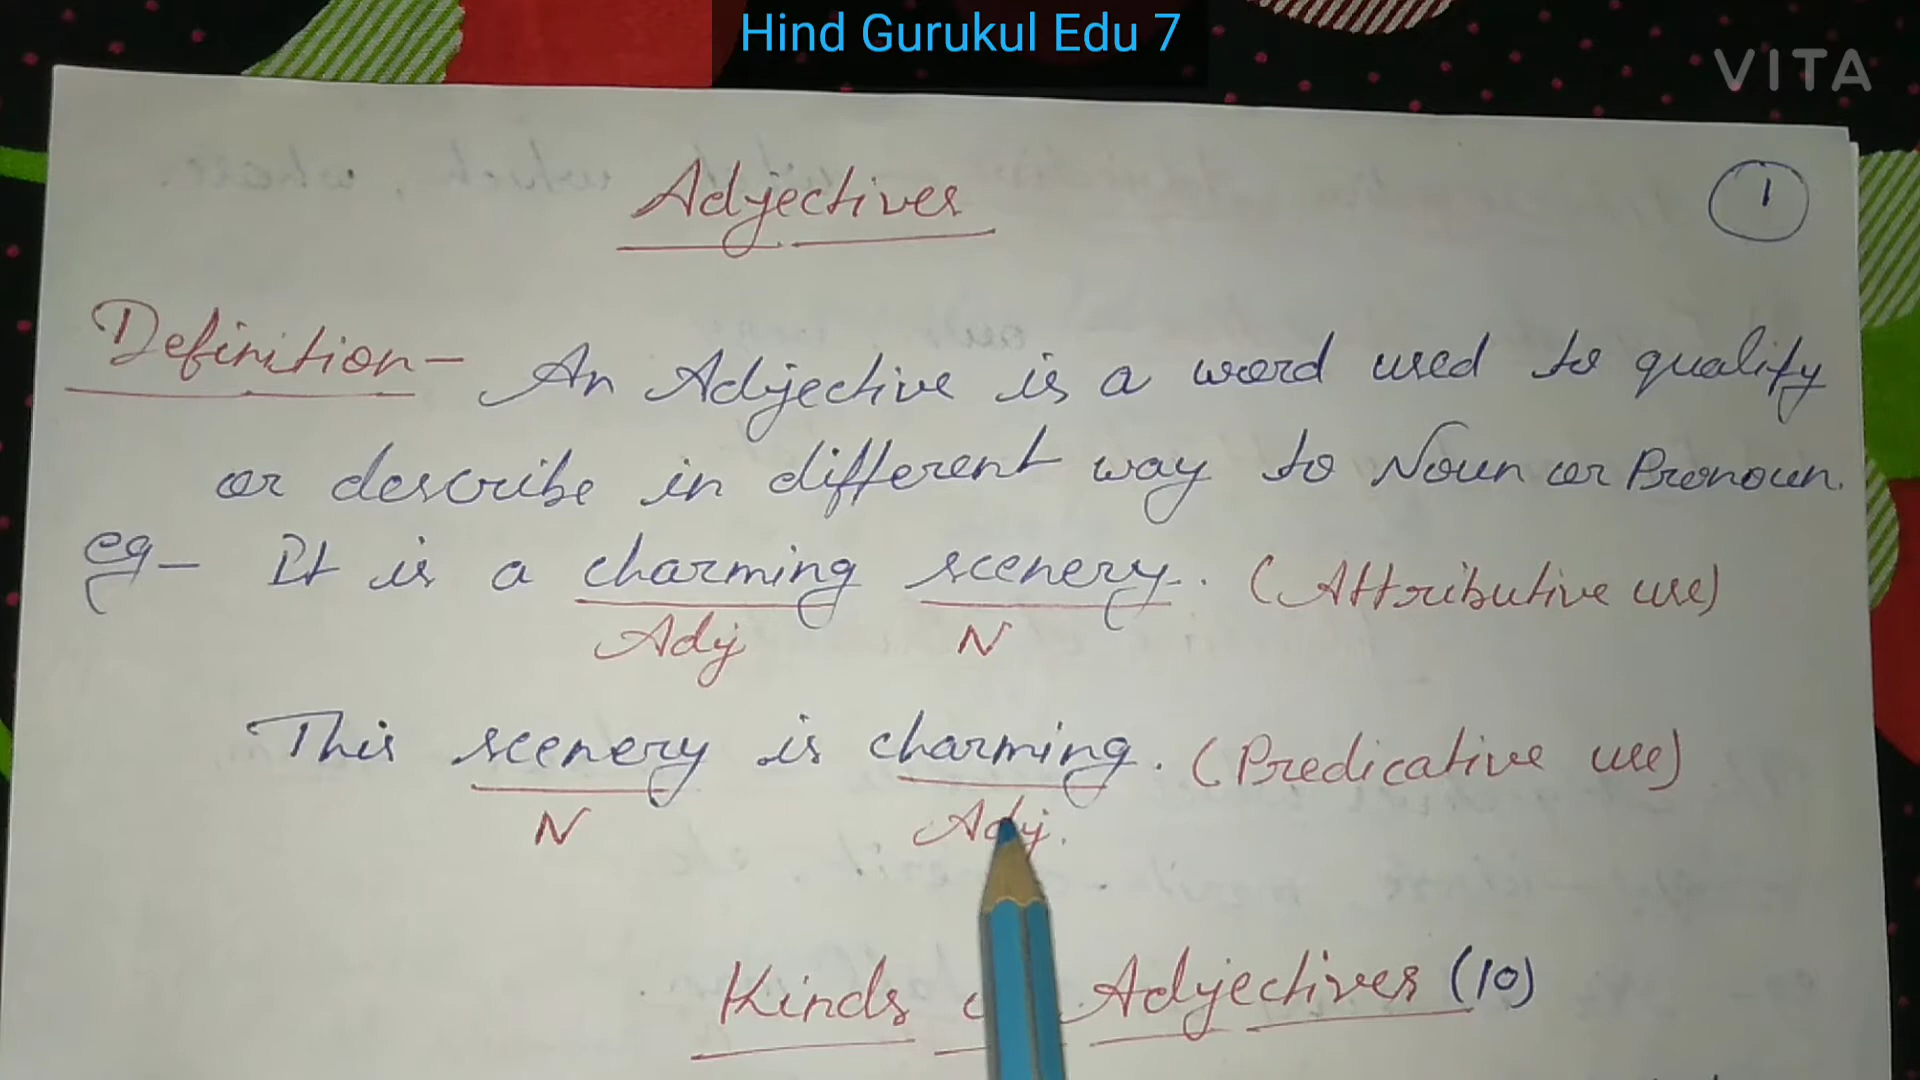 Hind Gurukul Edu 7
VITA
Adjectives
1
Definition- An Adjective is a word used to qualify
or describe in different way to Noun or Pronoun.
eg- It is a charming scenery. (Attributive use)
Adj N
This scenery is charming. (Predicative use)
N Adj.
Kinds Adjectives (10)